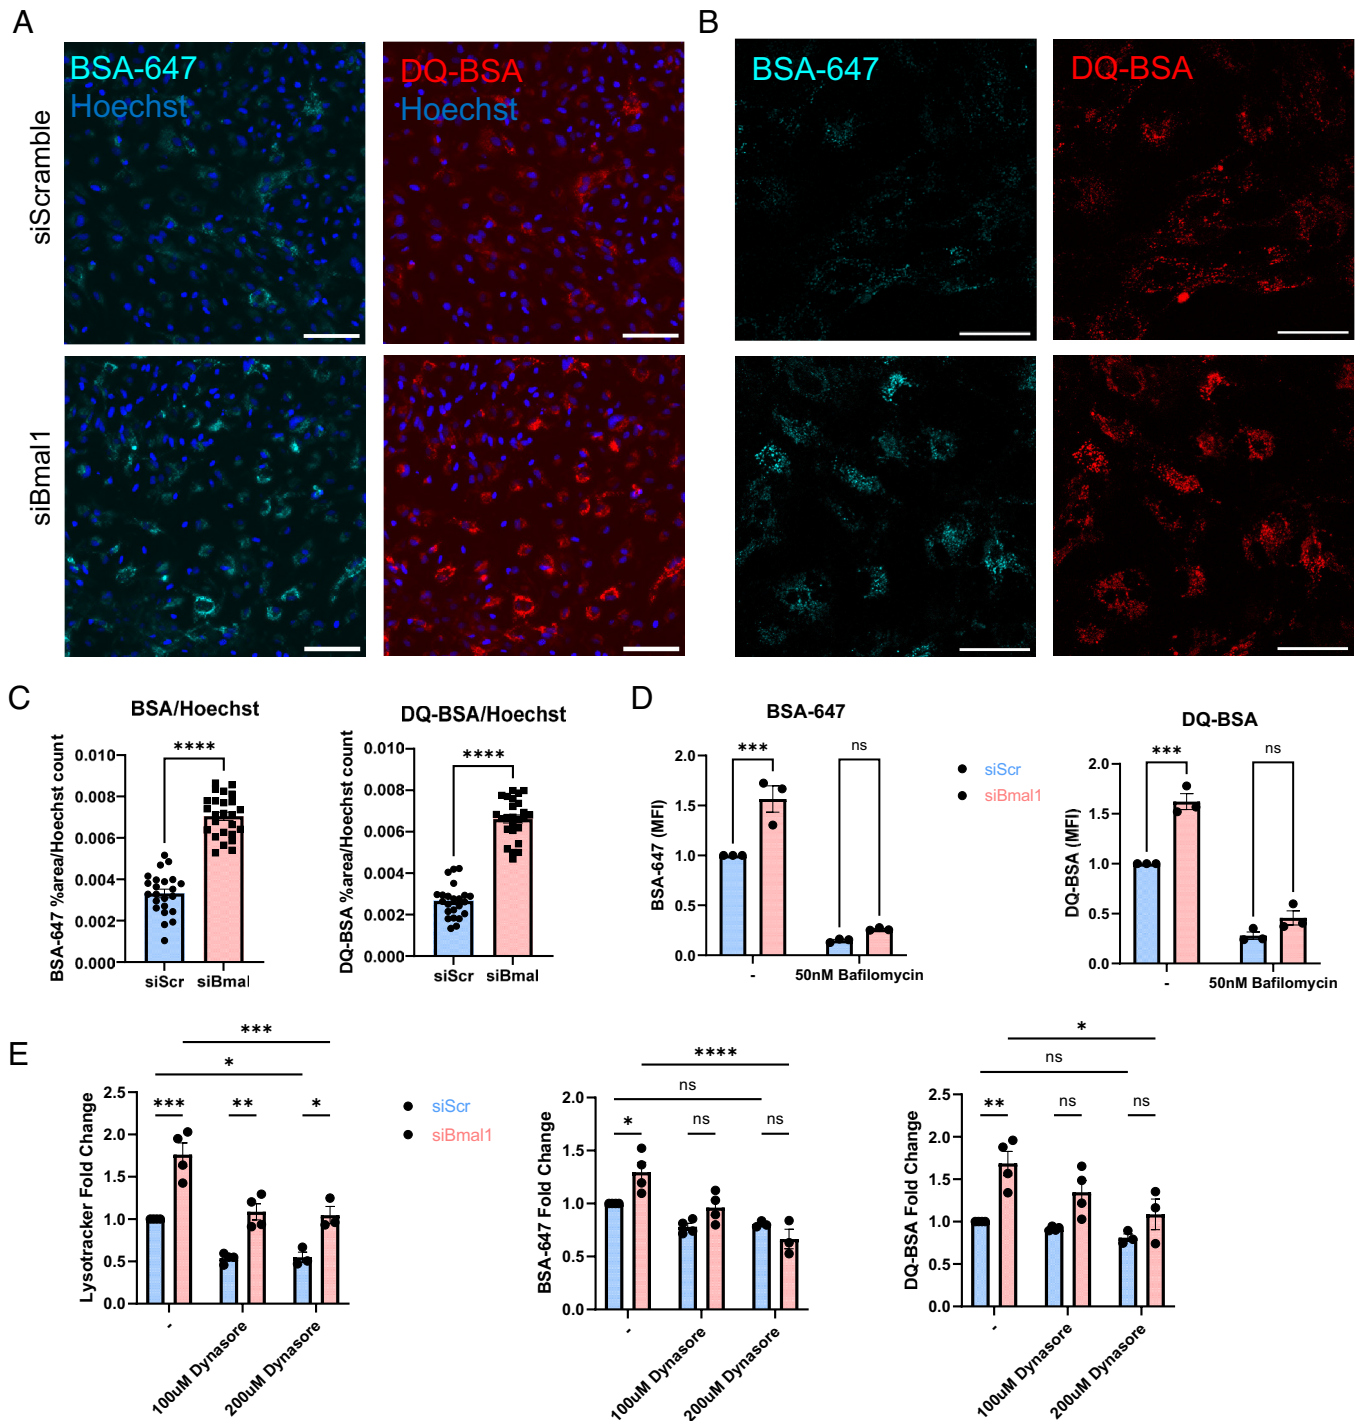 A
BSA-647
Hoechst
DQ-BSA
Hoechst
siScramble
siBmal1
B
BSA-647
DQ-BSA
C
BSA/Hoechst
BSA-647 %area/Hoechst count
0.010
0.008
0.006
0.004
0.002
0.000
****
siScr
siBmal
DQ-BSA/Hoechst
DQ-BSA %area/Hoechst count
0.010
0.008
0.006
0.004
0.002
0.000
****
siScr
siBmal
D
BSA-647
BSA-647 (MFI)
2.0
1.5
1.0
0.5
0.0
***
ns
-
50nM Bafilomycin
siScr
siBmal1
DQ-BSA
DQ-BSA (MFI)
2.0
1.5
1.0
0.5
0.0
***
ns
-
50nM Bafilomycin
E
Lysotracker Fold Change
2.5
2.0
1.5
1.0
0.5
0.0
***
*
***
**
*
-
100uM Dynasore
200uM Dynasore
siScr
siBmal1
BSA-647 Fold Change
2.0
1.5
1.0
0.5
0.0
****
ns
*
ns
ns
-
100uM Dynasore
200uM Dynasore
DQ-BSA Fold Change
2.5
2.0
1.5
1.0
0.5
0.0
*
ns
**
ns
ns
-
100uM Dynasore
200uM Dynasore